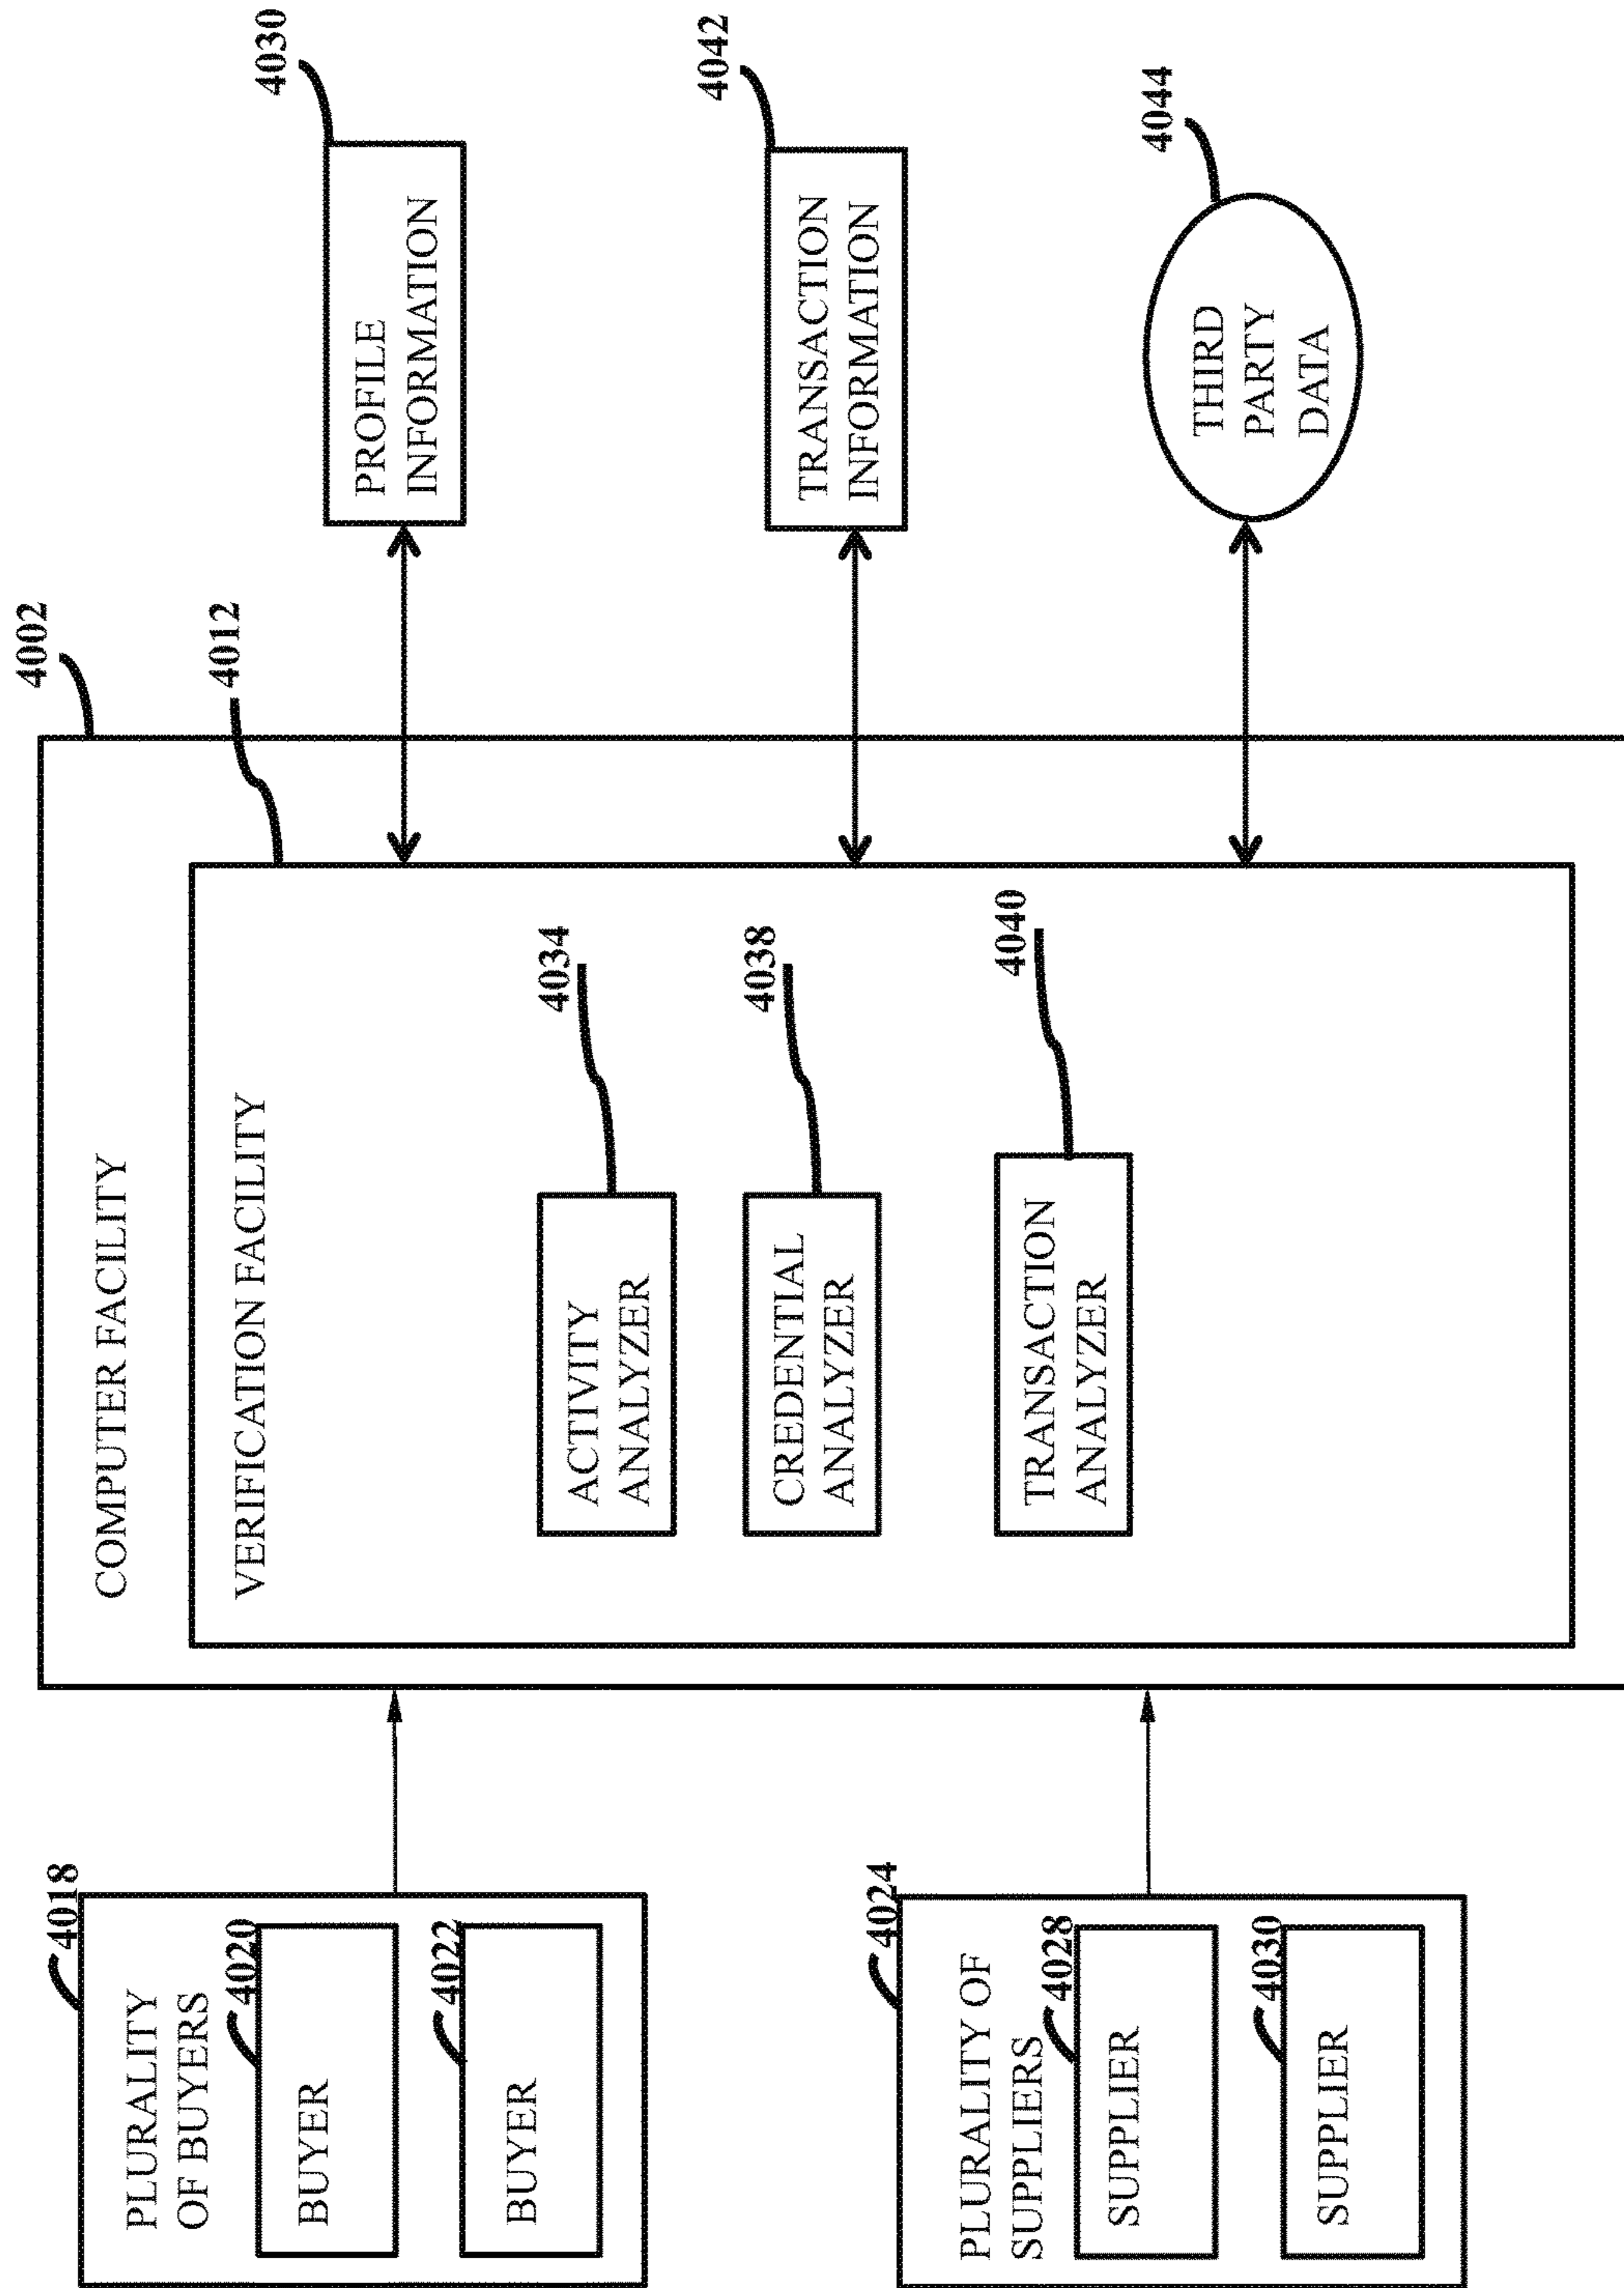 4018
PLURALITY
OF BUYERS
4020
BUYER
4022
BUYER
4024
PLURALITY OF
SUPPLIERS
4028
SUPPLIER
4030
SUPPLIER
4002
COMPUTER FACILITY
4012
VERIFICATION FACILITY
4034
ACTIVITY
ANALYZER
4038
CREDENTIAL
ANALYZER
4040
TRANSACTION
ANALYZER
4030
PROFILE
INFORMATION
4042
TRANSACTION
INFORMATION
4044
THIRD
PARTY
DATA